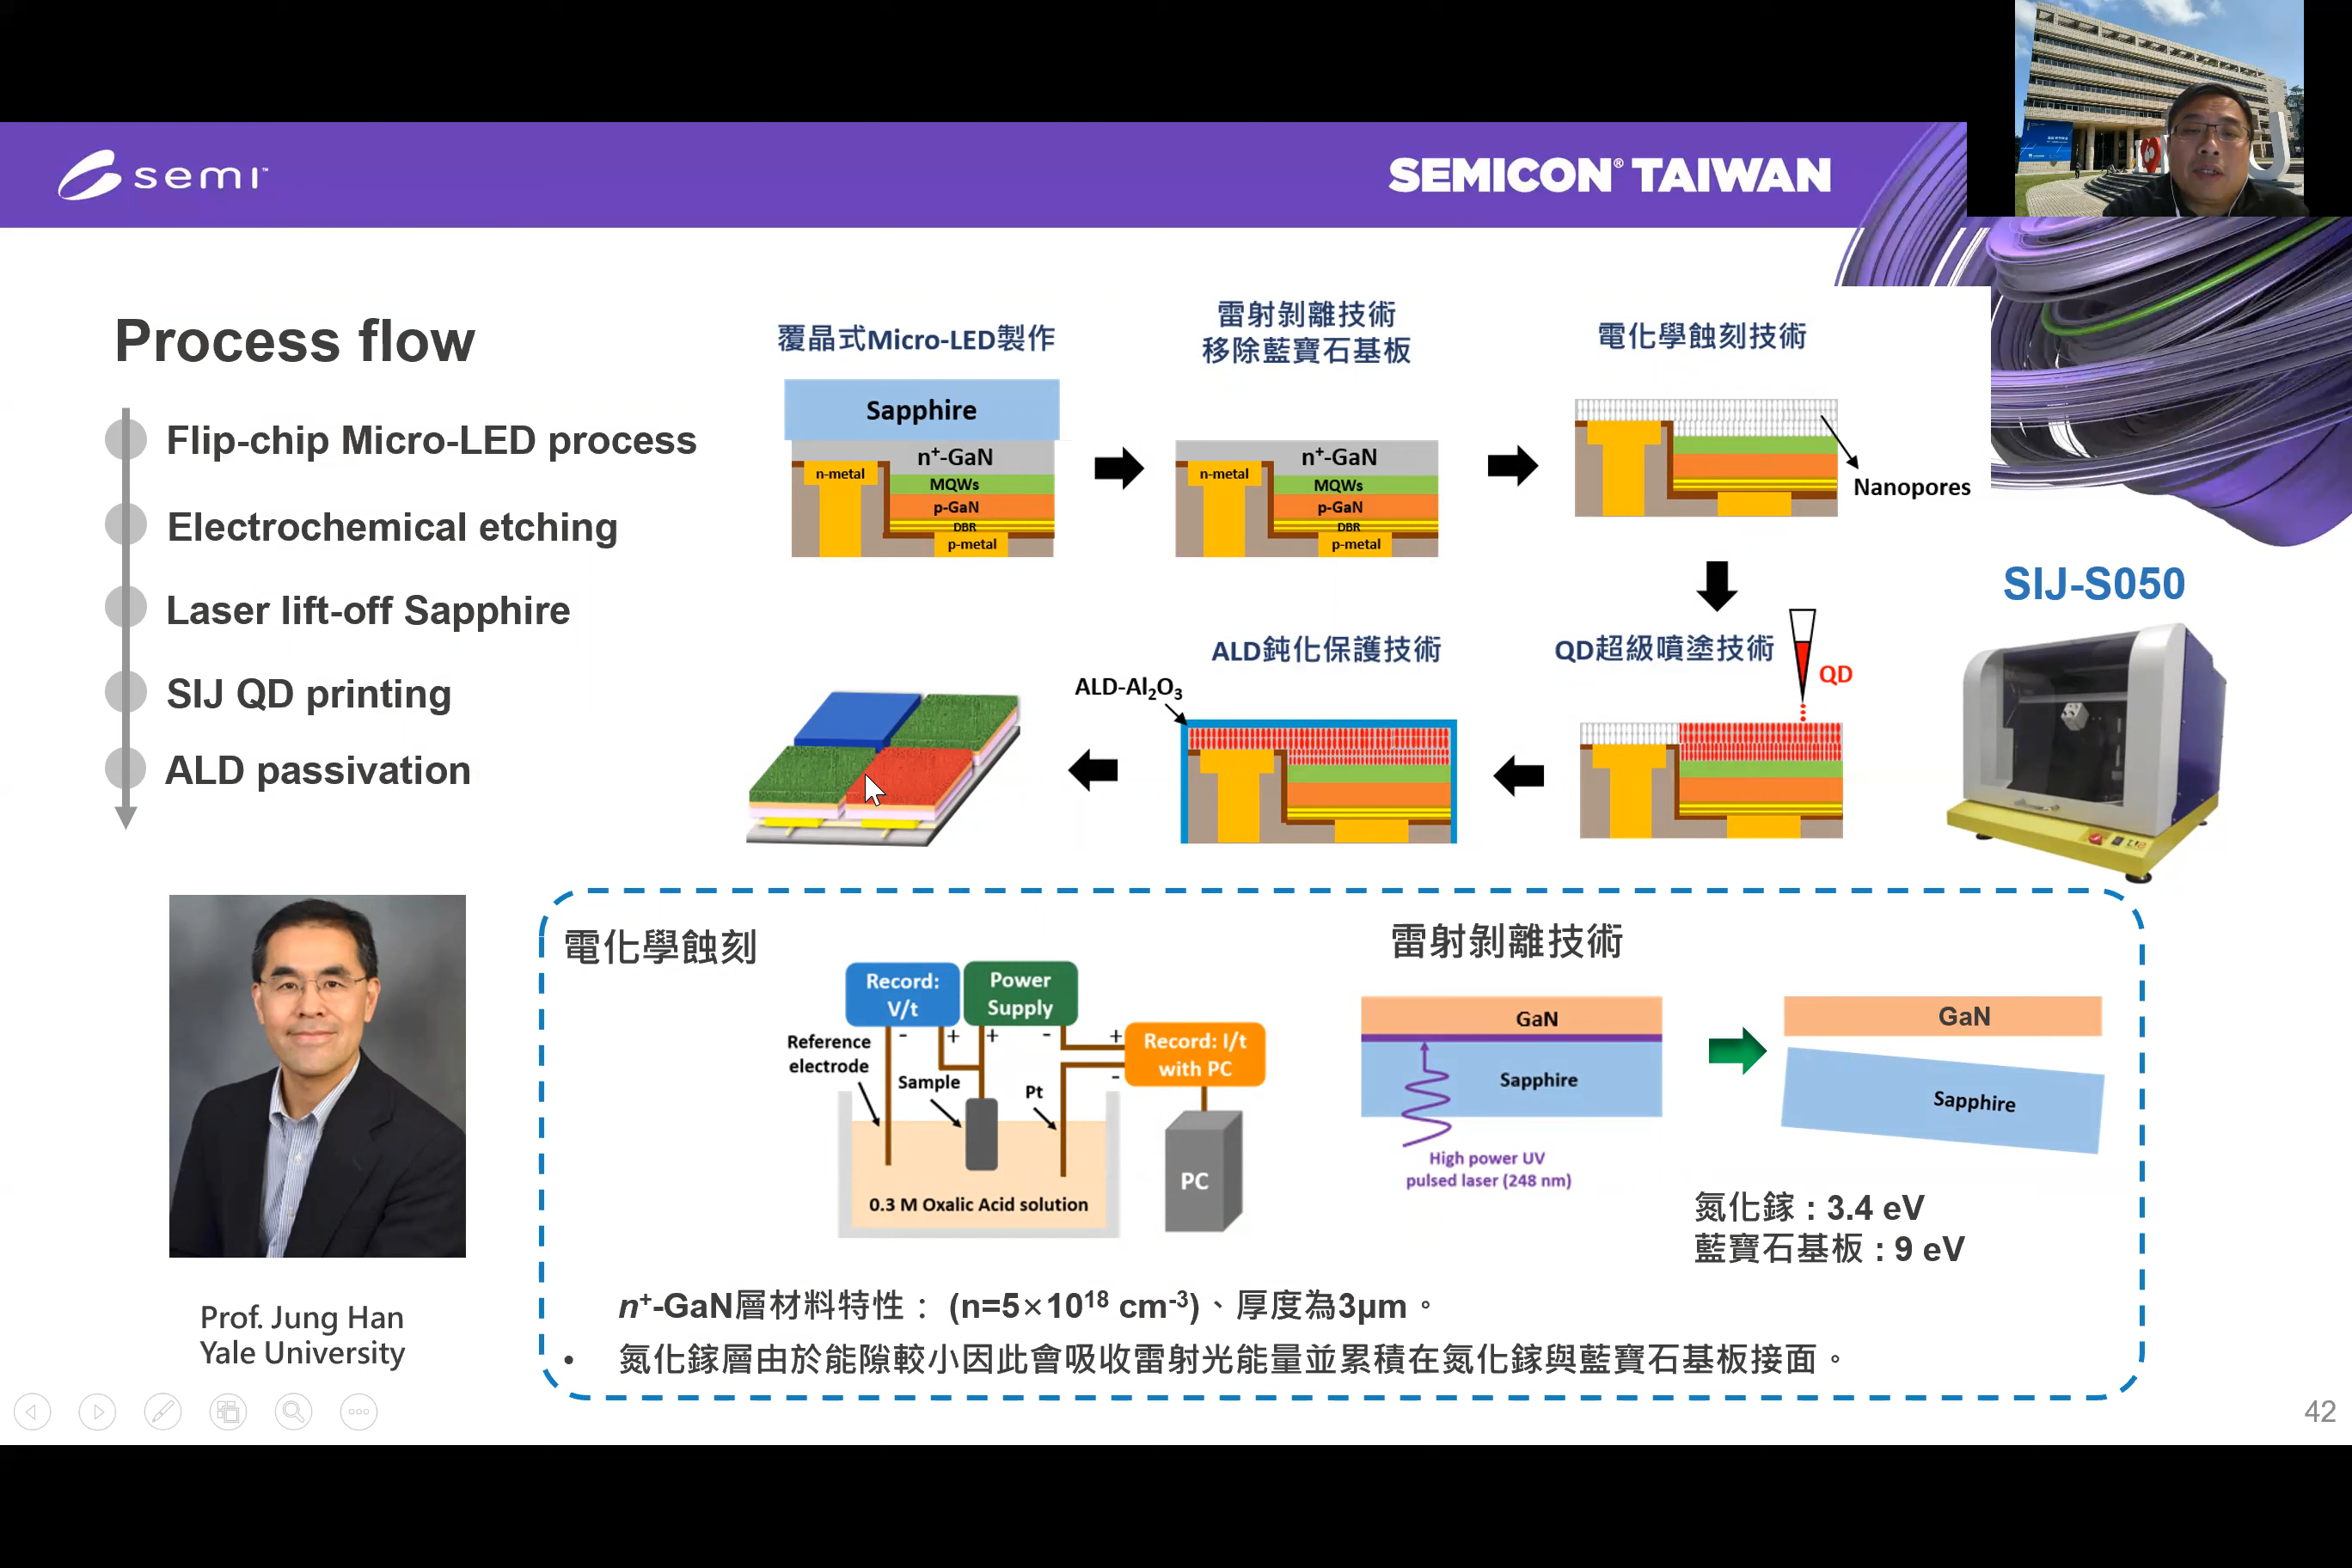 semi™
SEMICON® TAIWAN
Process flow
Flip-chip Micro-LED process
Electrochemical etching
Laser lift-off Sapphire
SIJ QD printing
ALD passivation
覆晶式Micro-LED製作
Sapphire
n⁺-GaN
n-metal
MQWs
p-GaN
DBR
p-metal
雷射剝離技術
移除藍寶石基板
n⁺-GaN
n-metal
MQWs
p-GaN
DBR
p-metal
電化學蝕刻技術
Nanopores
SIJ-S050
QD超級噴塗技術
QD
ALD鈍化保護技術
ALD-Al₂O₃
Prof. Jung Han
Yale University
電化學蝕刻
Record:
V/t
Power
Supply
- + + - +
Reference
electrode
Sample
Pt
Record: I/t
with PC
-
PC
0.3 M Oxalic Acid solution
雷射剝離技術
GaN
Sapphire
High power UV
pulsed laser (248 nm)
GaN
Sapphire
氮化鎵 : 3.4 eV
藍寶石基板 : 9 eV
n⁺-GaN層材料特性： (n=5×10¹⁸ cm⁻³)、厚度為3μm。
• 氮化鎵層由於能隙較小因此會吸收雷射光能量並累積在氮化鎵與藍寶石基板接面。
42